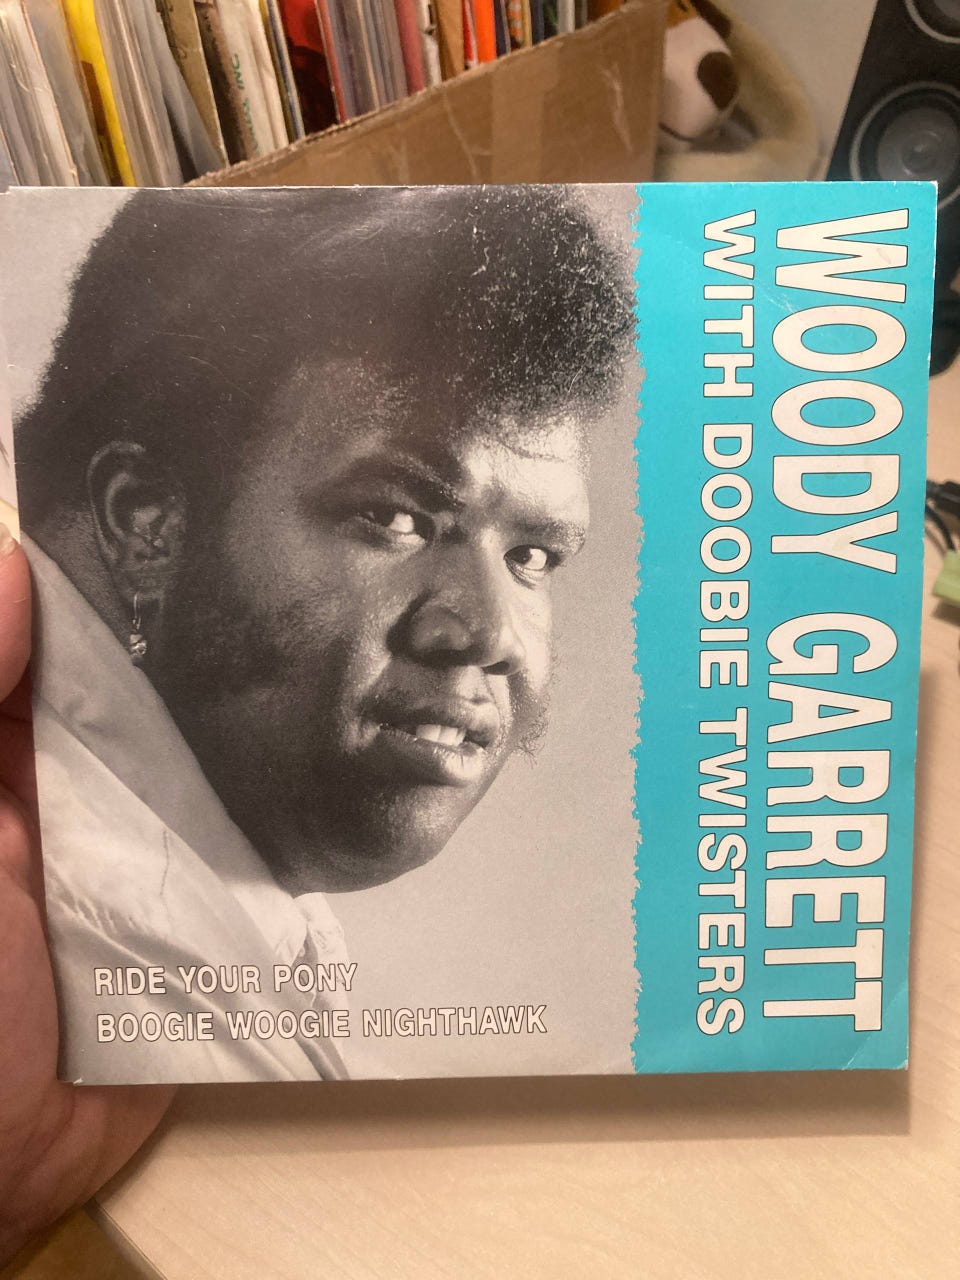 WOODY GARRETT
WITH DOOBIE TWISTERS
RIDE YOUR PONY
BOOGIE WOOGIE NIGHTHAWK